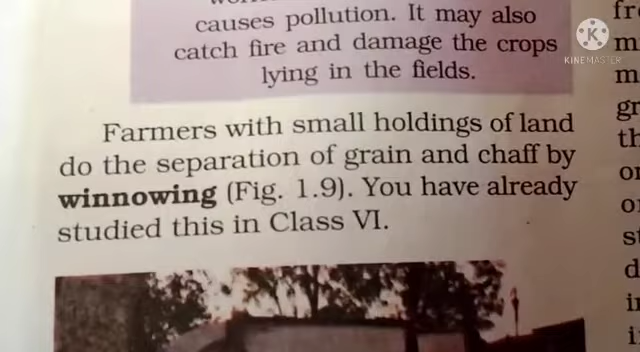 causes pollution. It may also
catch fire and damage the crops
lying in the fields.
Farmers with small holdings of land
do the separation of grain and chaff by
winnowing (Fig. 1.9). You have already
studied this in Class VI.
K
KINEMASTER